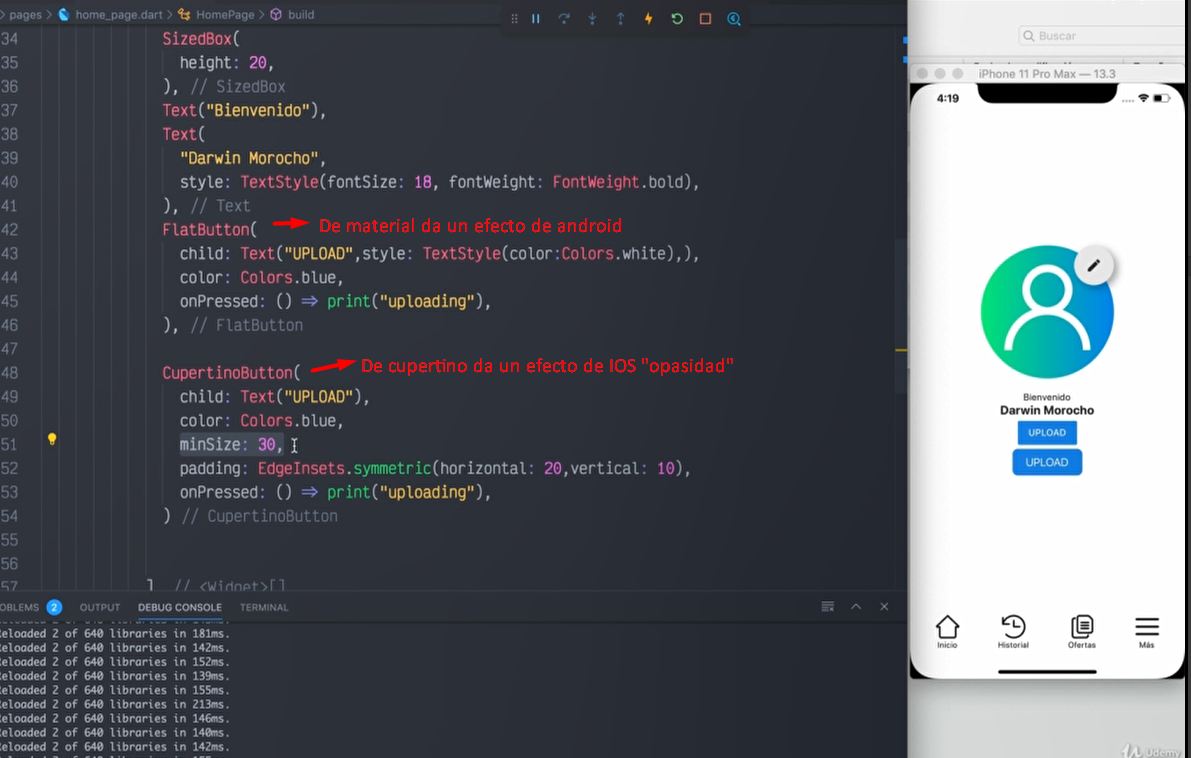 pages > home_page.dart > HomePage > build
34 SizedBox(
35 height: 20,
36 ), // SizedBox
37 Text("Bienvenido"),
38 Text(
39 "Darwin Morocho",
40 style: TextStyle(fontSize: 18, fontWeight: FontWeight.bold),
41 ), // Text
42 FlatButton( De material da un efecto de android
43 child: Text("UPLOAD",style: TextStyle(color:Colors.white),),
44 color: Colors.blue,
45 onPressed: () => print("uploading"),
46 ), // FlatButton
47
48 CupertinoButton( De cupertino da un efecto de IOS "opasidad"
49 child: Text("UPLOAD"),
50 color: Colors.blue,
51 minSize: 30,
52 padding: EdgeInsets.symmetric(horizontal: 20,vertical: 10),
53 onPressed: () => print("uploading"),
54 ) // CupertinoButton
55
56
57 ], // <Widget>[]
OBLEMS 2 OUTPUT DEBUG CONSOLE TERMINAL
eloaded 2 of 640 libraries in 181ms.
eloaded 2 of 640 libraries in 142ms.
eloaded 2 of 640 libraries in 152ms.
eloaded 2 of 640 libraries in 139ms.
eloaded 2 of 640 libraries in 155ms.
eloaded 2 of 640 libraries in 213ms.
eloaded 2 of 640 libraries in 146ms.
eloaded 2 of 640 libraries in 140ms.
eloaded 2 of 640 libraries in 142ms.
Buscar
iPhone 11 Pro Max — 13.3
4:19
Bienvenido
Darwin Morocho
UPLOAD
UPLOAD
Inicio Historial Ofertas Más
Udemy